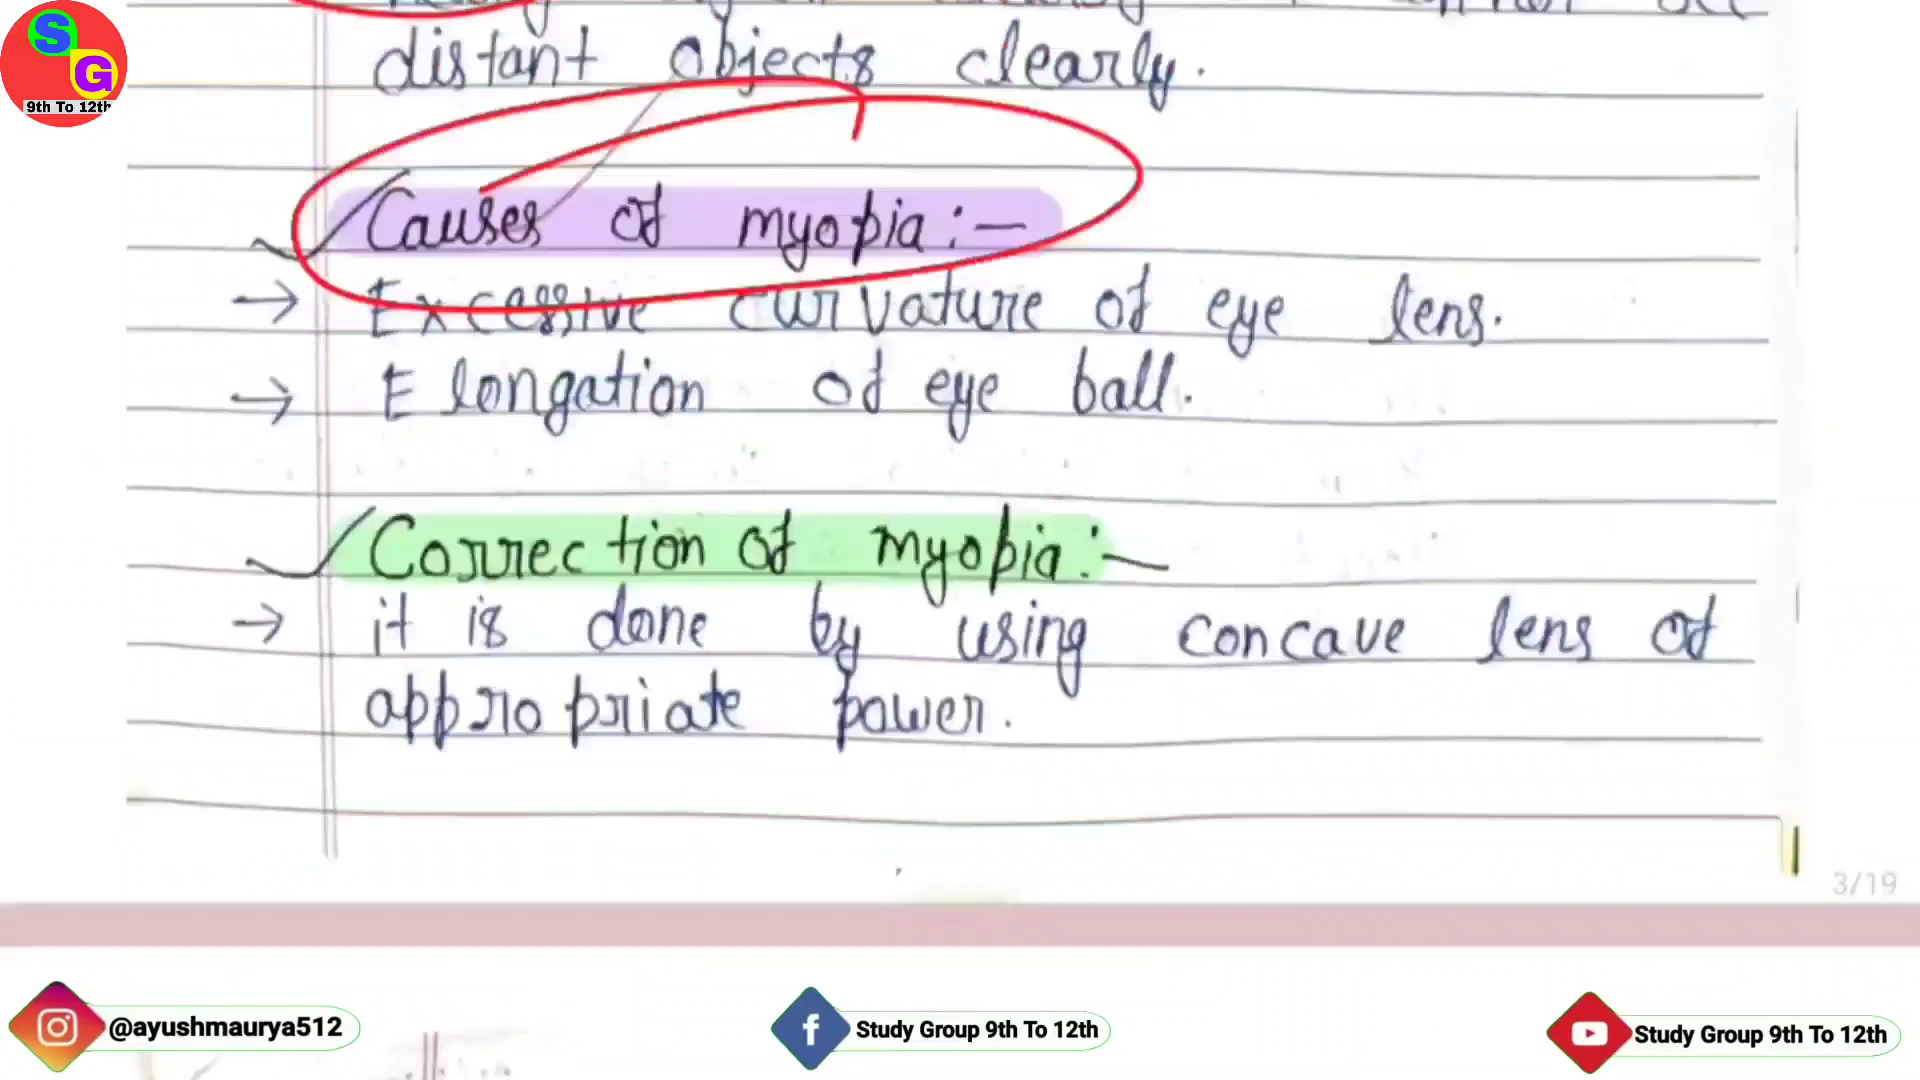 S
G
9th To 12th
distant objects clearly.
Causes of myopia :-
→ Excessive curvature of eye lens.
→ Elongation of eye ball.
Correction of myopia :-
→ it is done by using concave lens of
appropriate power.
3/19
@ayushmaurya512
Study Group 9th To 12th
Study Group 9th To 12th